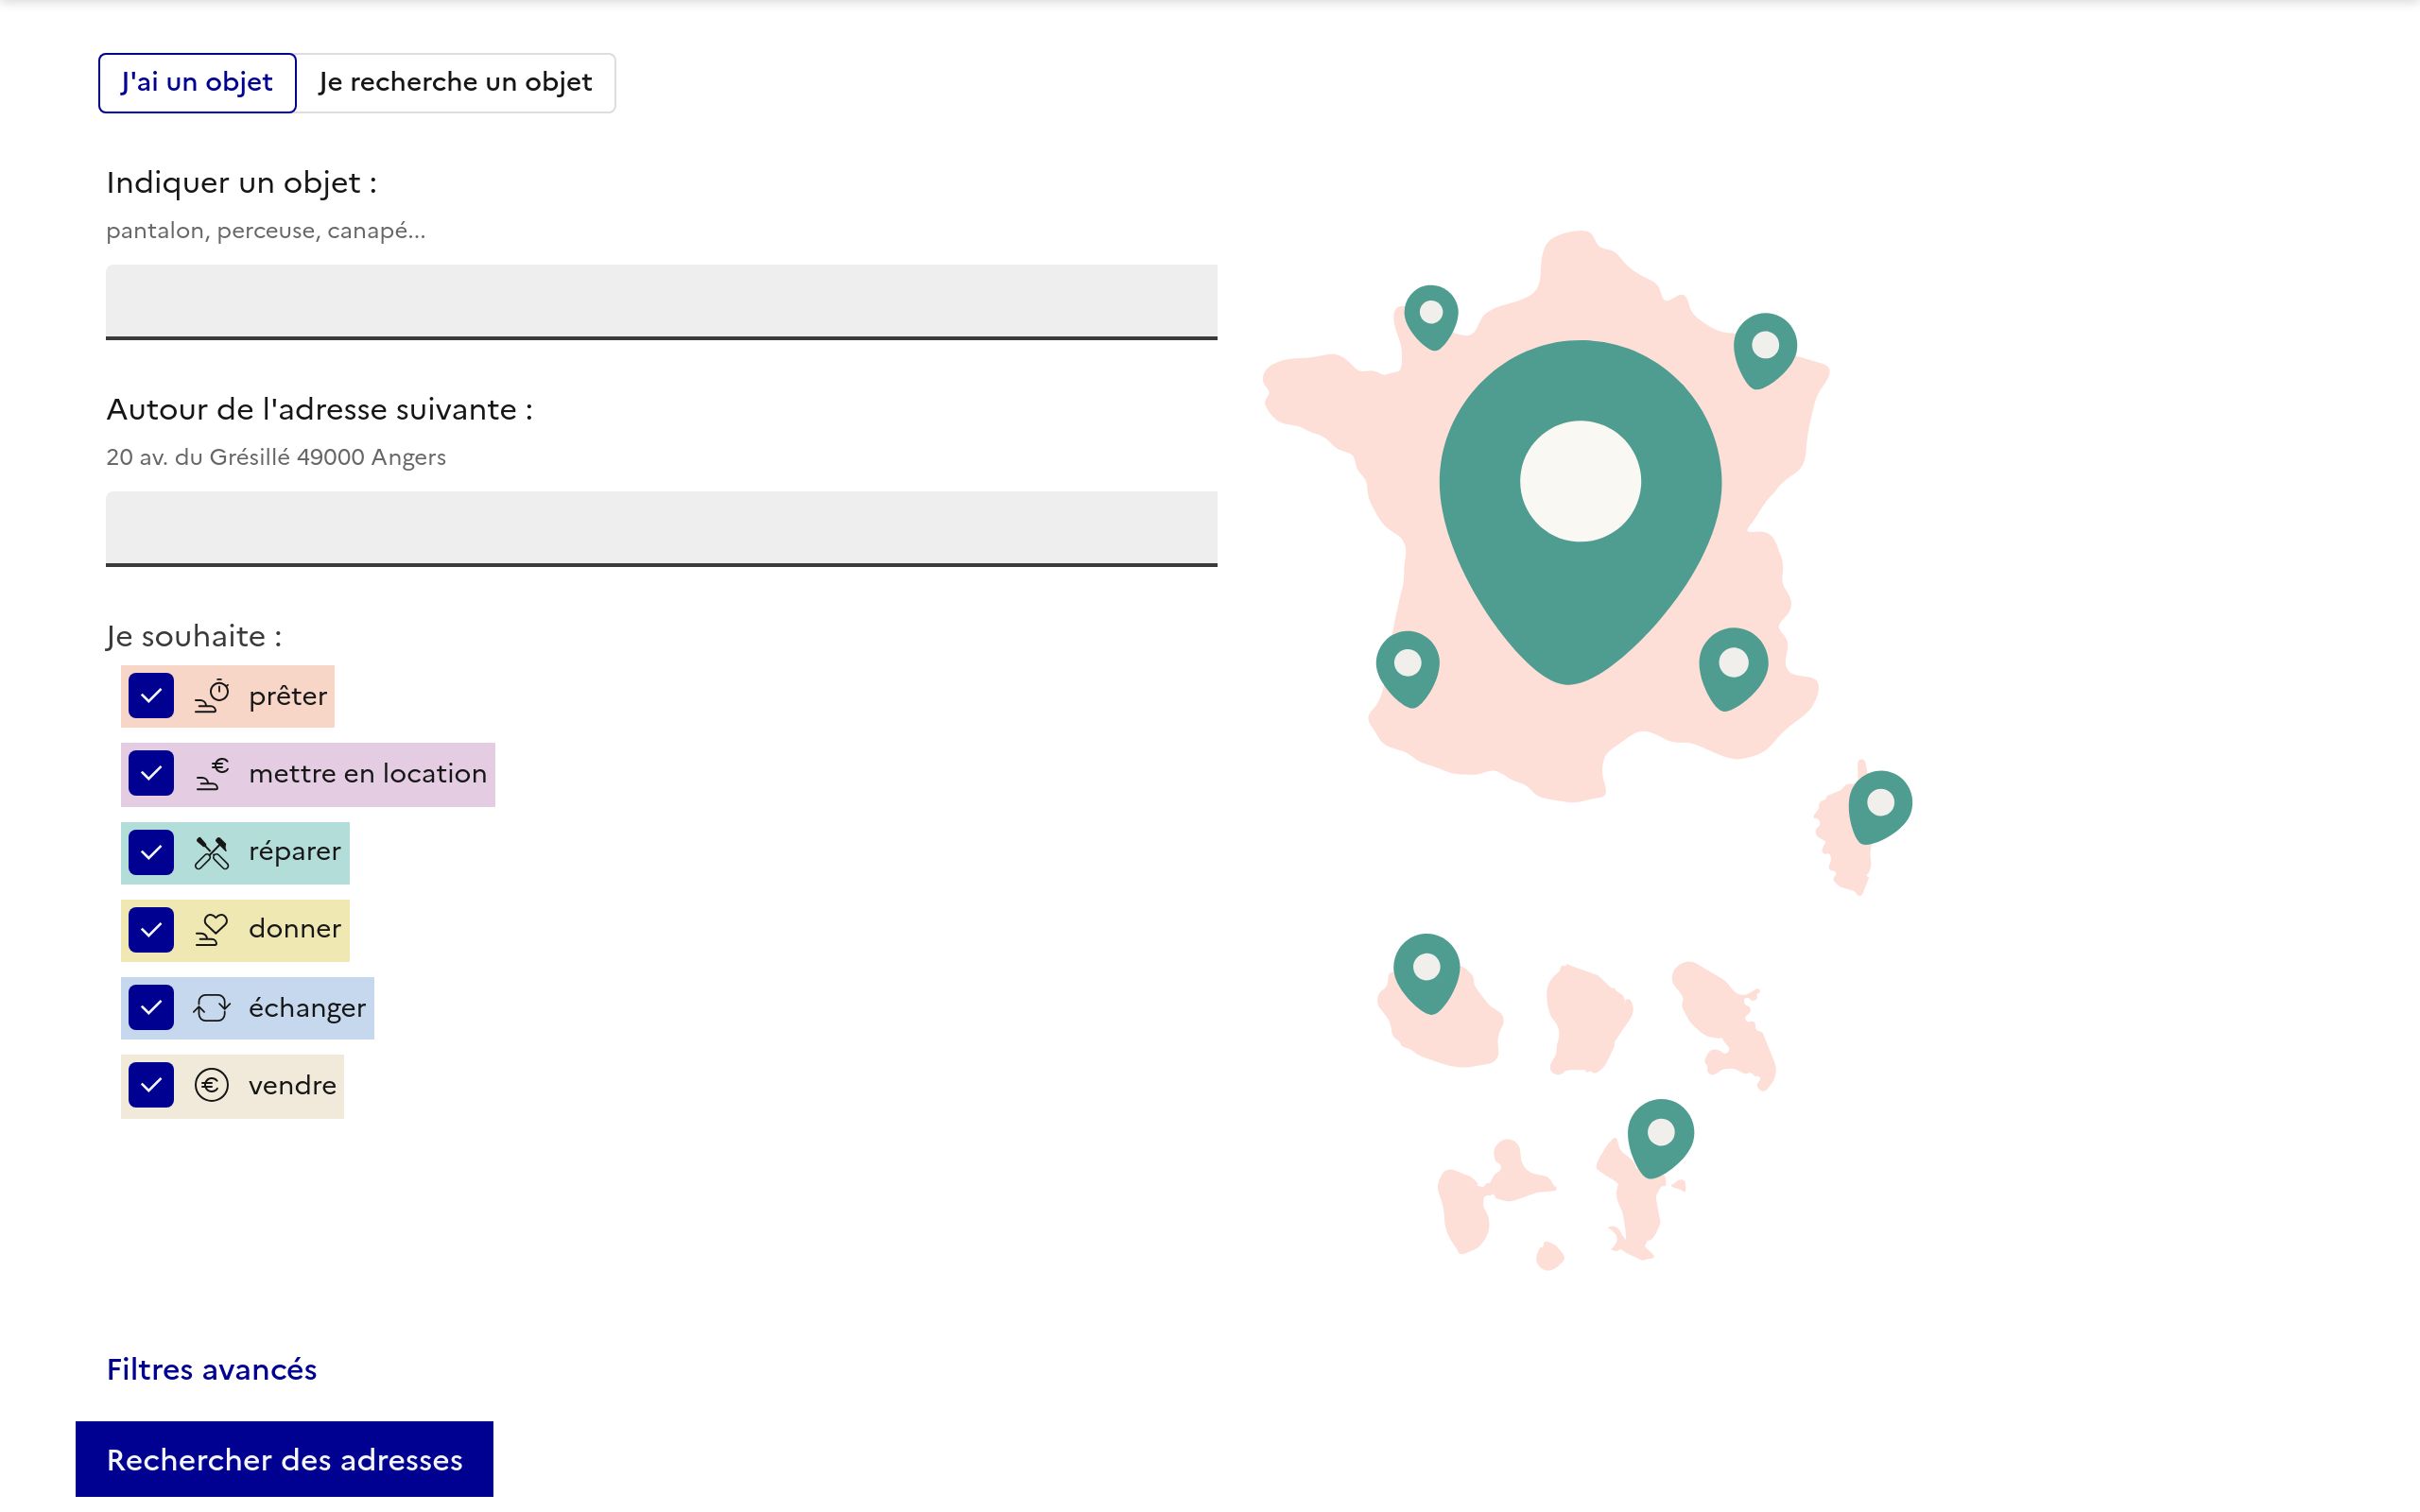 J'ai un objet
Je recherche un objet
Indiquer un objet :
pantalon, perceuse, canapé...
Autour de l'adresse suivante :
20 av. du Grésillé 49000 Angers
Je souhaite :
prêter
mettre en location
réparer
donner
échanger
vendre
Filtres avancés
Rechercher des adresses